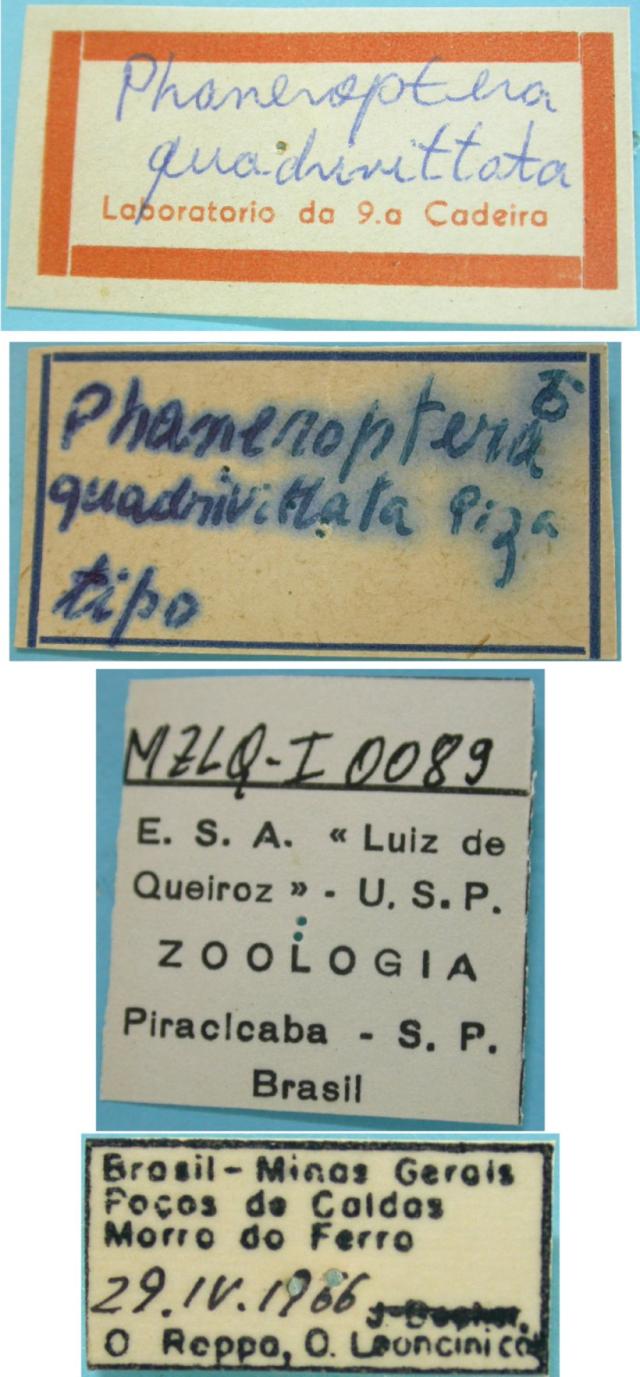 Phaneroptera
quadrivittata
Laboratorio da 9.a Cadeira
♂
Phaneroptera
quadrivittata Piza
tipo
MZLQ-I 0089
E. S. A. « Luiz de
Queiroz » - U. S. P.
ZOOLOGIA
Piracicaba - S. P.
Brasil
Brasil - Minas Gerais
Poços de Caldas
Morro do Ferro
29.IV.1966 J.
O Roppa, O. Leoncini col